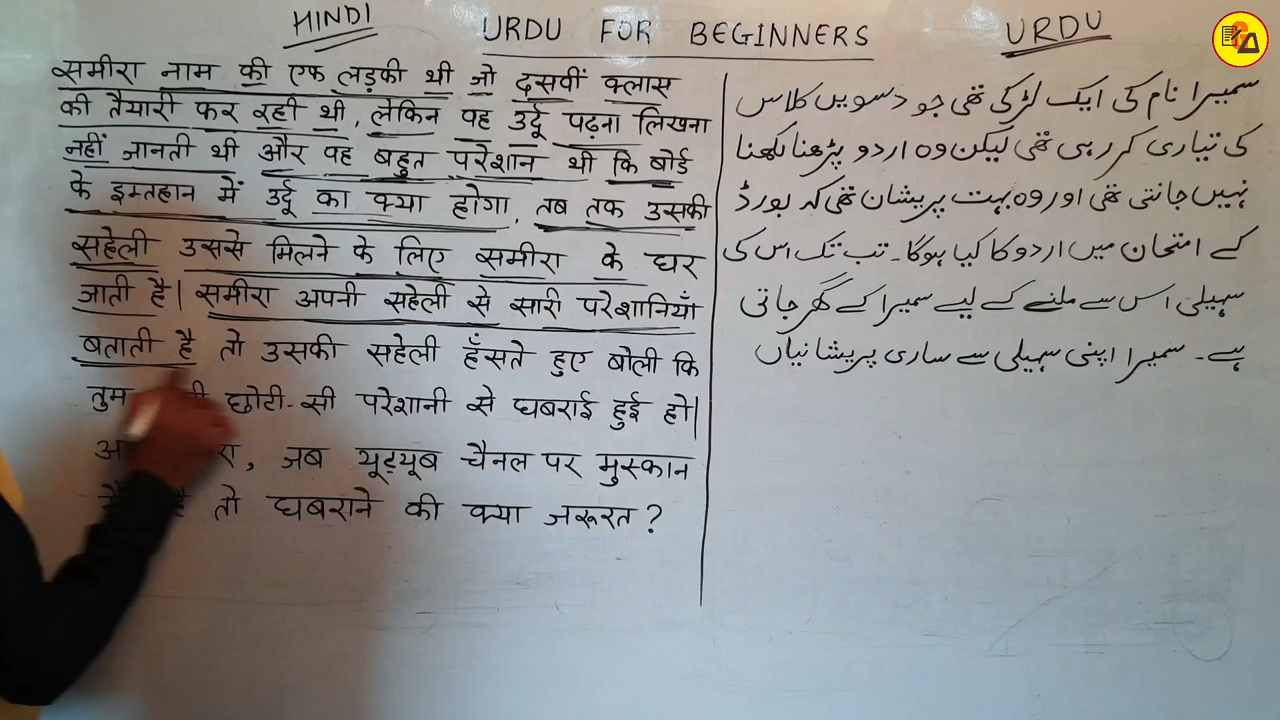 HINDI URDU FOR BEGINNERS URDU
समीरा नाम की एक लड़की थी जो दसवीं क्लास
की तैयारी कर रही थी, लेकिन वह उर्दू पढ़ना लिखना
नहीं जानती थी और वह बहुत परेशान थी कि बोर्ड
के इम्तहान में उर्दू का क्या होगा, तब तक उसकी
सहेली उससे मिलने के लिए समीरा के घर
जाती है। समीरा अपनी सहेली से सारी परेशानियाँ
बताती है तो उसकी सहेली हँसते हुए बोली कि
तुम छोटी-सी परेशानी से घबराई हुई हो।
जब यूट्यूब चैनल पर मुस्कान
तो घबराने की क्या जरूरत?
سمیرا نام کی ایک لڑکی تھی جو دسویں کلاس
کی تیاری کر رہی تھی لیکن وہ اردو پڑھنا لکھنا
نہیں جانتی تھی اور وہ بہت پریشان تھی کہ بورڈ
کے امتحان میں اردو کا کیا ہوگا۔ تب تک اس کی
سہیلی اس سے ملنے کے لیے سمیرا کے گھر جاتی
ہے۔ سمیرا اپنی سہیلی سے ساری پریشانیاں